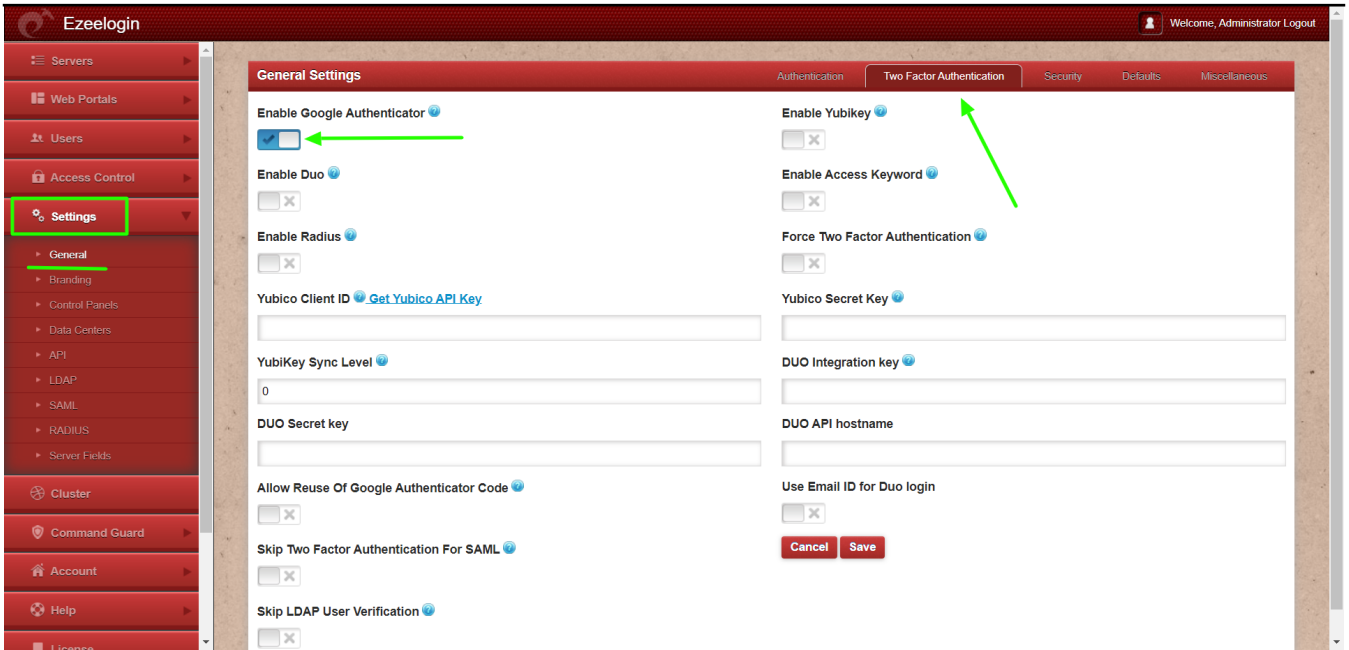 Ezeelogin
Welcome, Administrator Logout
Servers
Web Portals
Users
Access Control
Settings
General
Branding
Control Panels
Data Centers
API
LDAP
SAML
RADIUS
Server Fields
Cluster
Command Guard
Account
Help
License
General Settings
Authentication
Two Factor Authentication
Security
Defaults
Miscellaneous
Enable Google Authenticator
Enable Yubikey
Enable Duo
Enable Access Keyword
Enable Radius
Force Two Factor Authentication
Yubico Client ID Get Yubico API Key
Yubico Secret Key
YubiKey Sync Level
0
DUO Integration key
DUO Secret key
DUO API hostname
Allow Reuse Of Google Authenticator Code
Use Email ID for Duo login
Cancel
Save
Skip Two Factor Authentication For SAML
Skip LDAP User Verification